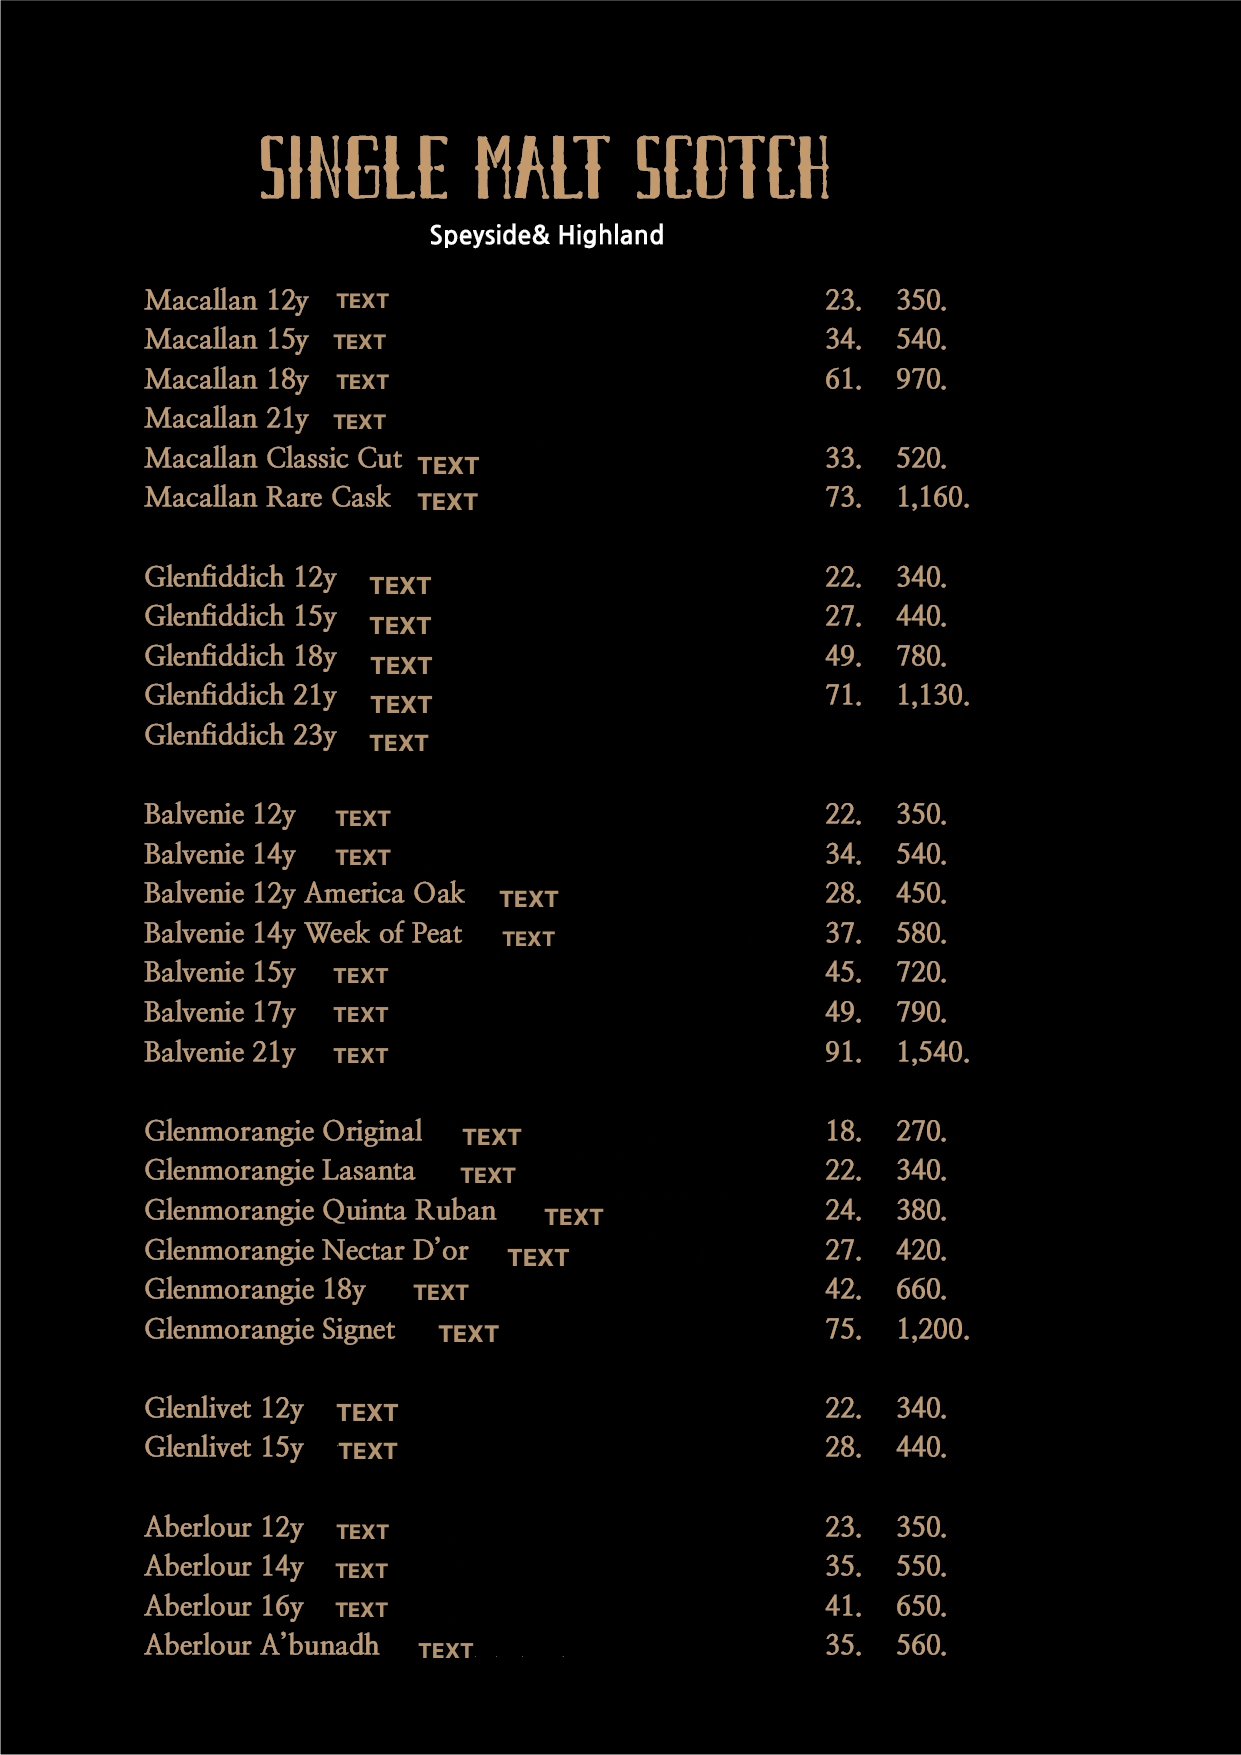 SINGLE MALT SCOTCH
Speyside& Highland
Macallan 12y TEXT 23. 350.
Macallan 15y TEXT 34. 540.
Macallan 18y TEXT 61. 970.
Macallan 21y TEXT
Macallan Classic Cut TEXT 33. 520.
Macallan Rare Cask TEXT 73. 1,160.
Glenfiddich 12y TEXT 22. 340.
Glenfiddich 15y TEXT 27. 440.
Glenfiddich 18y TEXT 49. 780.
Glenfiddich 21y TEXT 71. 1,130.
Glenfiddich 23y TEXT
Balvenie 12y TEXT 22. 350.
Balvenie 14y TEXT 34. 540.
Balvenie 12y America Oak TEXT 28. 450.
Balvenie 14y Week of Peat TEXT 37. 580.
Balvenie 15y TEXT 45. 720.
Balvenie 17y TEXT 49. 790.
Balvenie 21y TEXT 91. 1,540.
Glenmorangie Original TEXT 18. 270.
Glenmorangie Lasanta TEXT 22. 340.
Glenmorangie Quinta Ruban TEXT 24. 380.
Glenmorangie Nectar D'or TEXT 27. 420.
Glenmorangie 18y TEXT 42. 660.
Glenmorangie Signet TEXT 75. 1,200.
Glenlivet 12y TEXT 22. 340.
Glenlivet 15y TEXT 28. 440.
Aberlour 12y TEXT 23. 350.
Aberlour 14y TEXT 35. 550.
Aberlour 16y TEXT 41. 650.
Aberlour A'bunadh TEXT 35. 560.